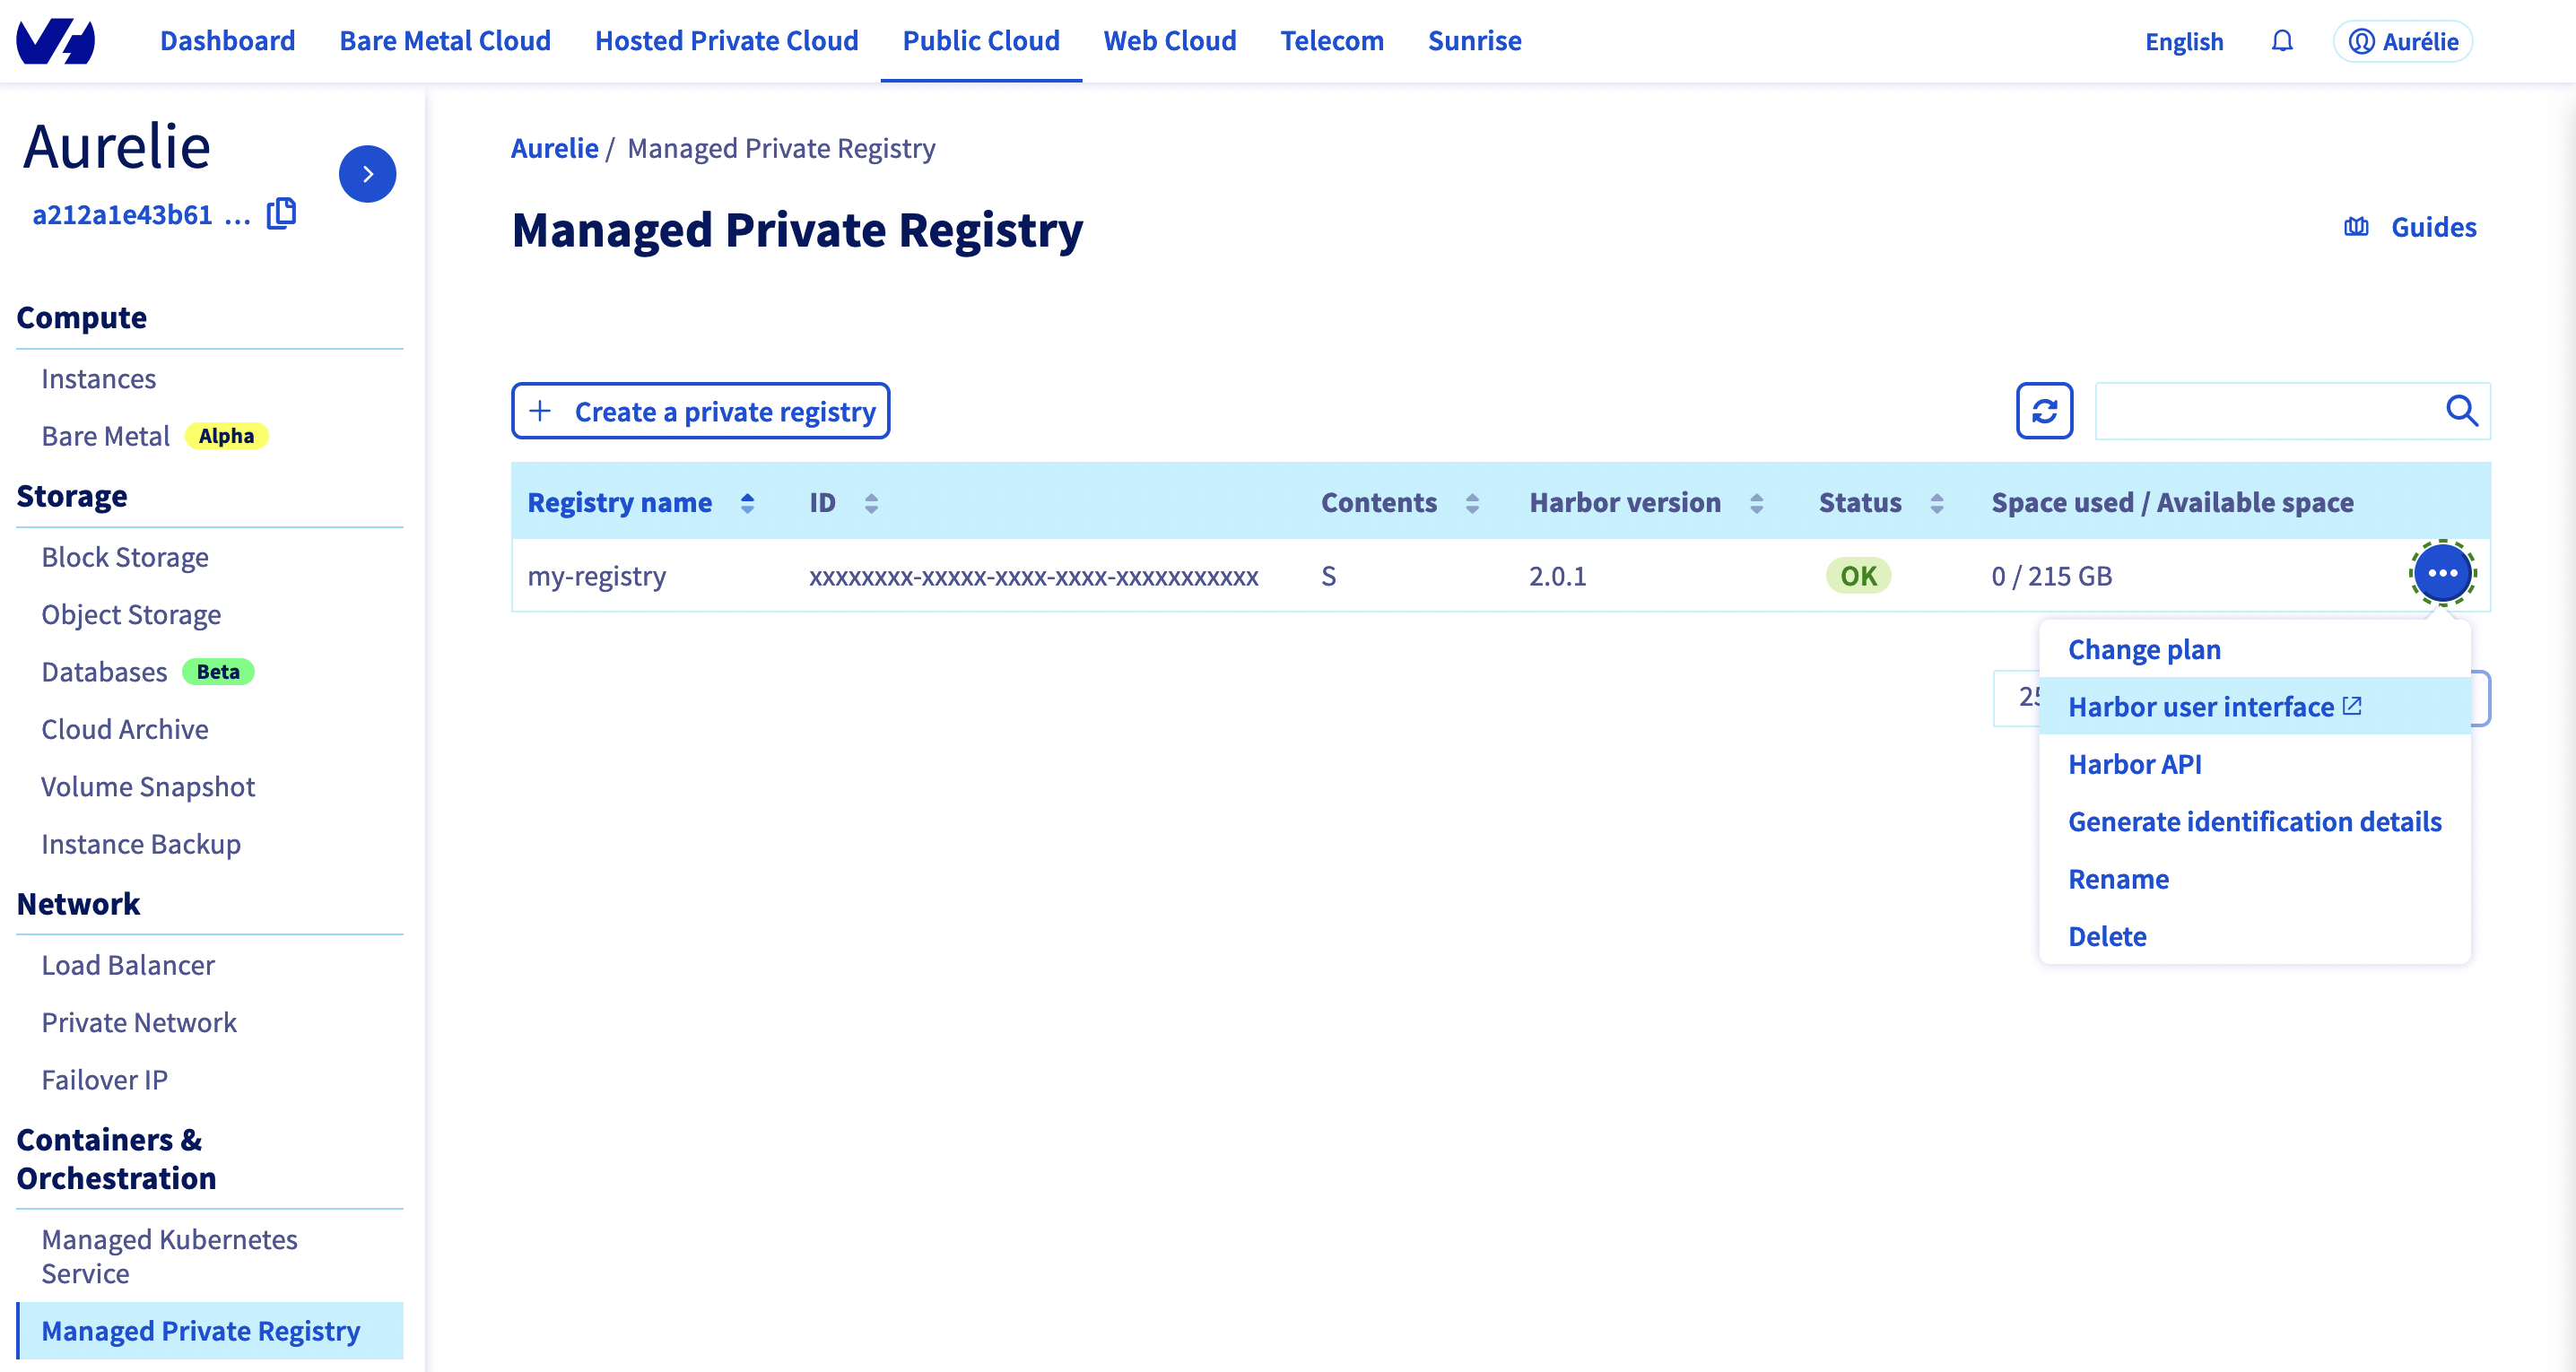 Dashboard Bare Metal Cloud Hosted Private Cloud Public Cloud Web Cloud Telecom Sunrise English Aurélie
Aurelie
a212a1e43b61 ...
Compute
Instances
Bare Metal Alpha
Storage
Block Storage
Object Storage
Databases Beta
Cloud Archive
Volume Snapshot
Instance Backup
Network
Load Balancer
Private Network
Failover IP
Containers &
Orchestration
Managed Kubernetes
Service
Managed Private Registry
Aurelie / Managed Private Registry
Managed Private Registry
Guides
+ Create a private registry
Registry name ID Contents Harbor version Status Space used / Available space
my-registry xxxxxxxx-xxxxx-xxxx-xxxx-xxxxxxxxxxx S 2.0.1 OK 0 / 215 GB
Change plan
Harbor user interface
Harbor API
Generate identification details
Rename
Delete